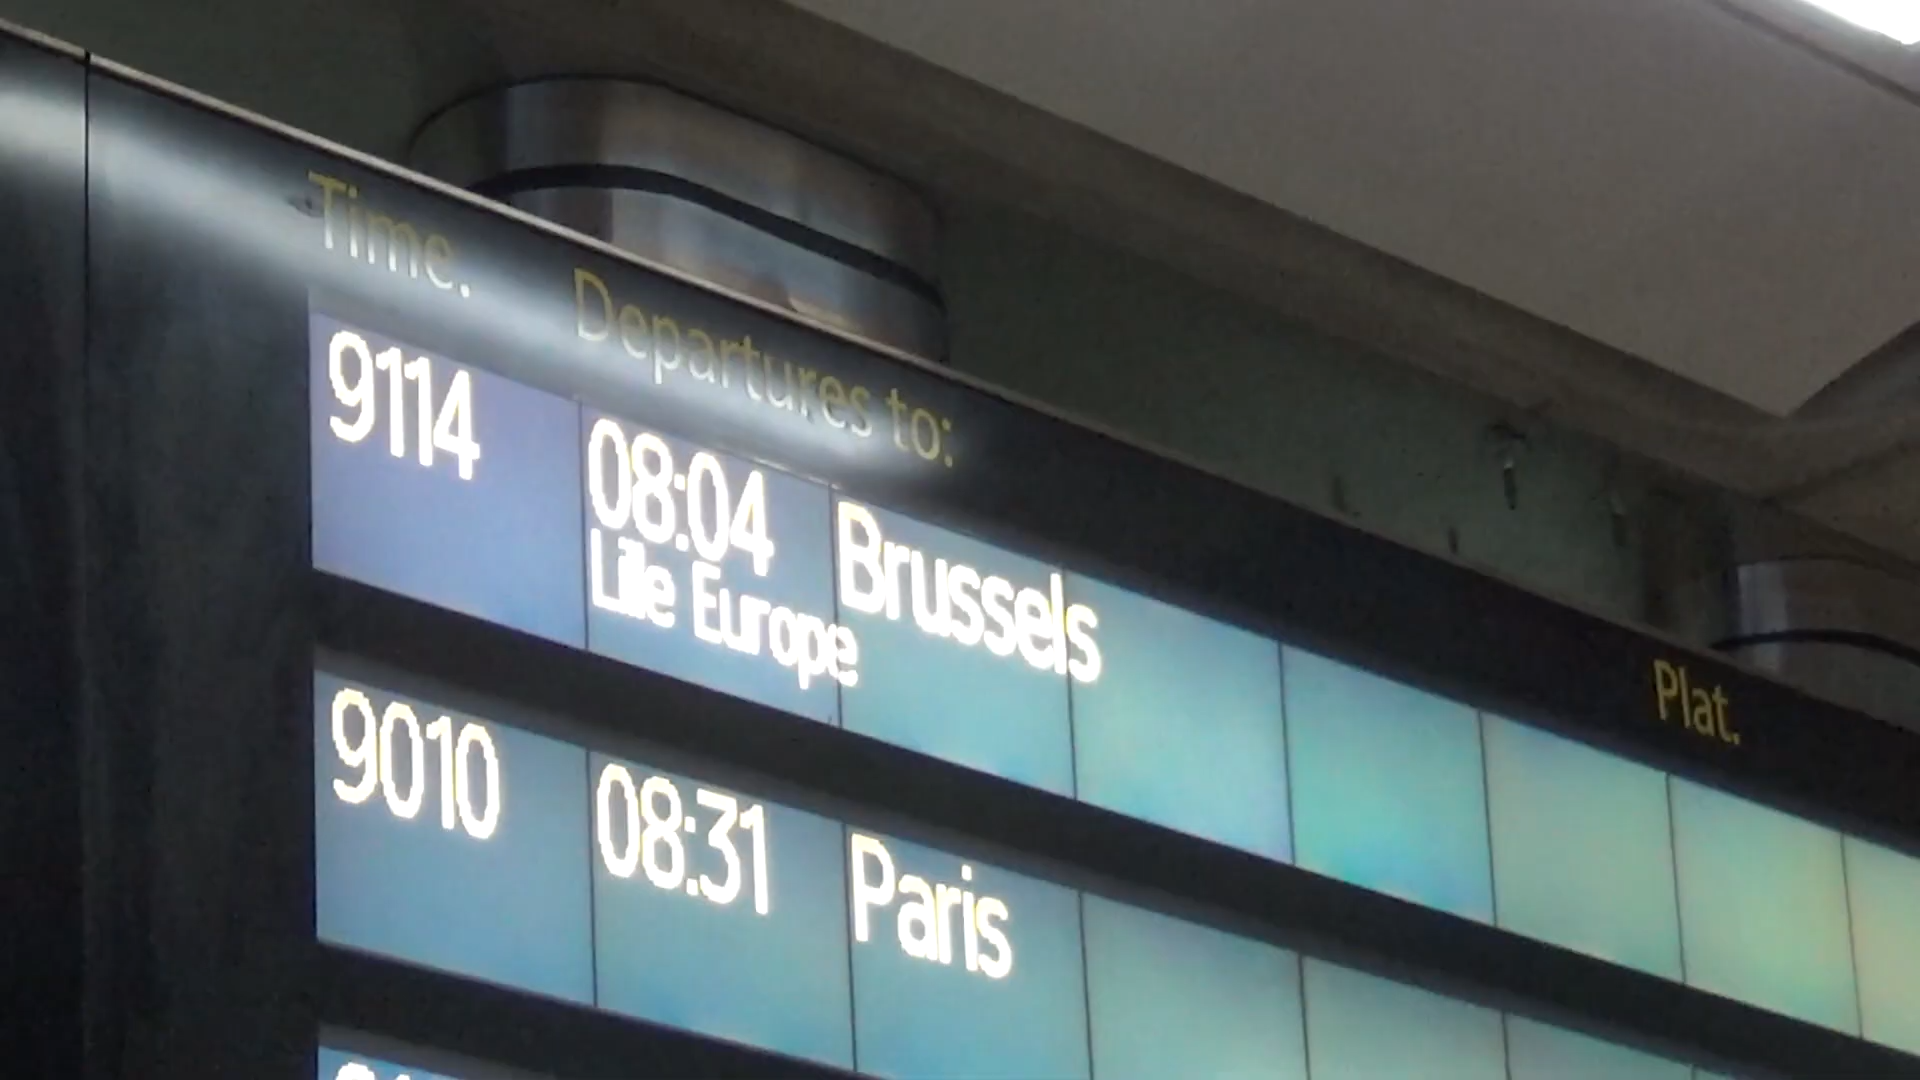 Time. Departures to: Plat.
9114 08:04 Brussels
Lille Europe
9010 08:31 Paris